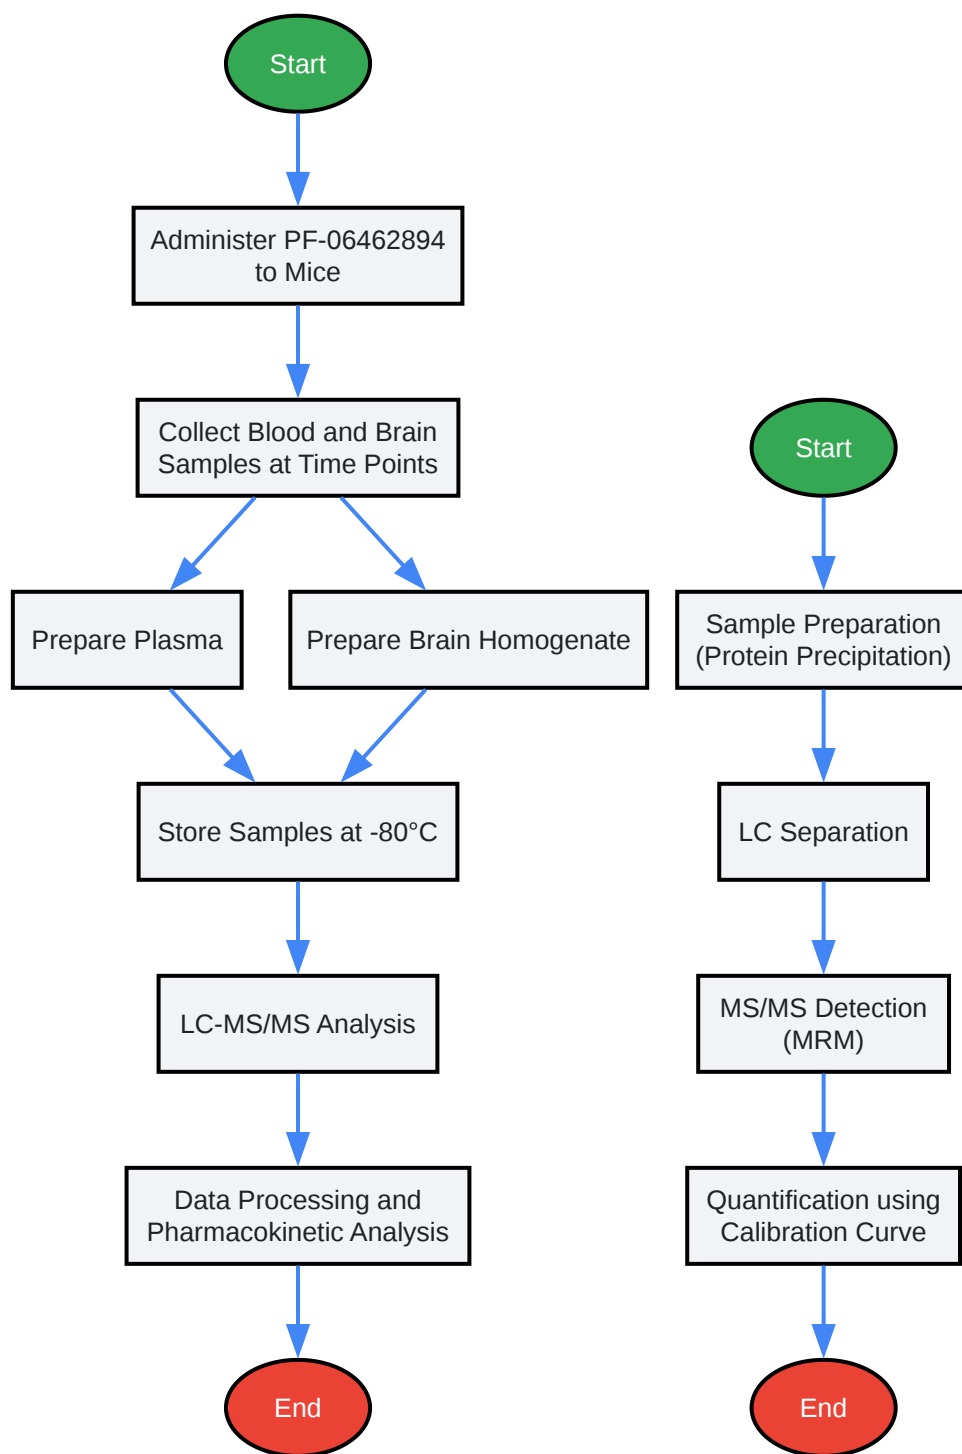 Start
Administer PF-06462894
to Mice
Collect Blood and Brain
Samples at Time Points
Prepare Plasma
Prepare Brain Homogenate
Store Samples at -80°C
LC-MS/MS Analysis
Data Processing and
Pharmacokinetic Analysis
End
Start
Sample Preparation
(Protein Precipitation)
LC Separation
MS/MS Detection
(MRM)
Quantification using
Calibration Curve
End